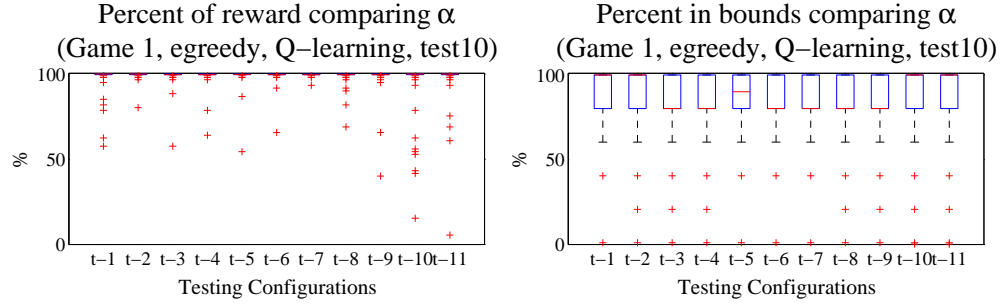 Percent of reward comparing α
(Game 1, egreedy, Q−learning, test10)
100
50
0
%
t−1 t−2 t−3 t−4 t−5 t−6 t−7 t−8 t−9 t−10 t−11
Testing Configurations
Percent in bounds comparing α
(Game 1, egreedy, Q−learning, test10)
100
50
0
%
t−1 t−2 t−3 t−4 t−5 t−6 t−7 t−8 t−9 t−10 t−11
Testing Configurations